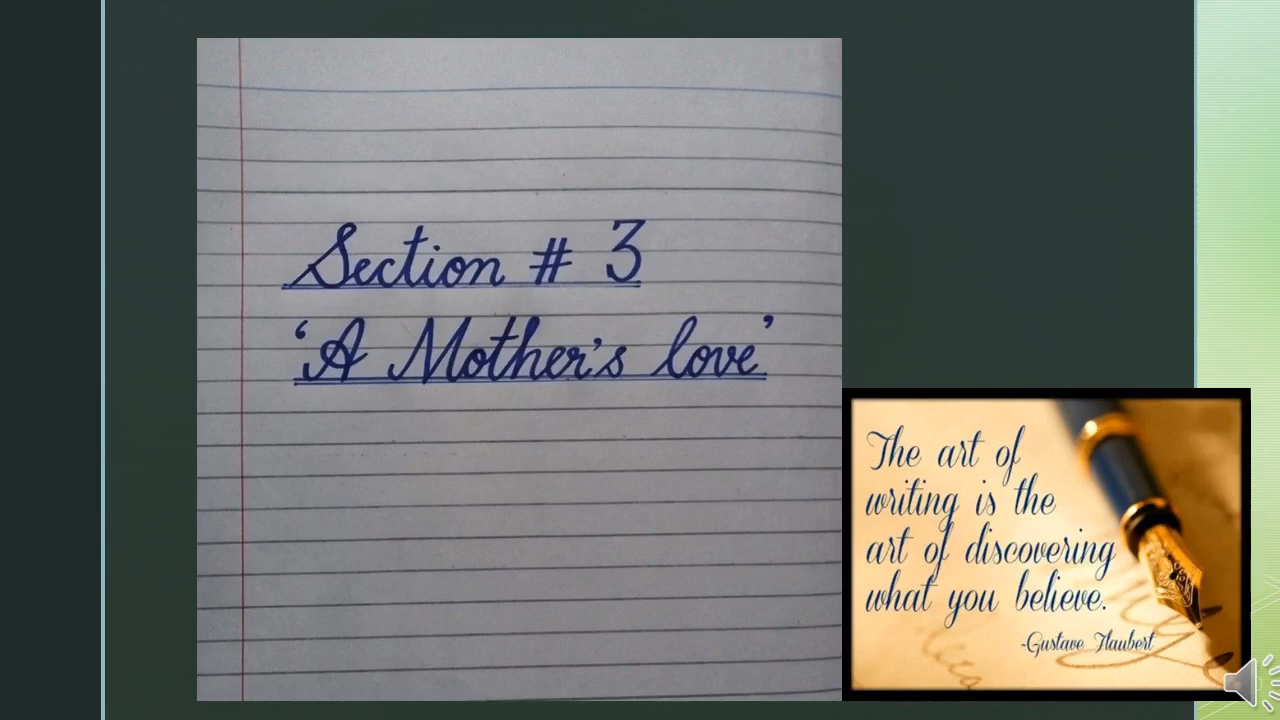 Section # 3
'A Mother's love'
The art of
writing is the
art of discovering
what you believe.
-Gustave Flaubert